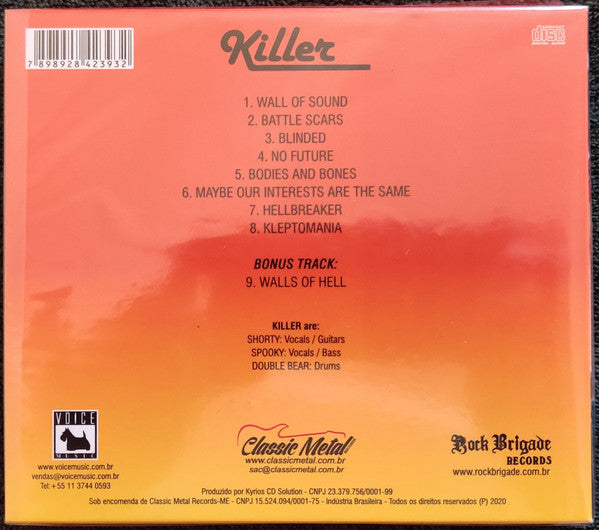 Killer
COMPACT
disc
DIGITAL AUDIO
7 898928 423932
1. WALL OF SOUND
2. BATTLE SCARS
3. BLINDED
4. NO FUTURE
5. BODIES AND BONES
6. MAYBE OUR INTERESTS ARE THE SAME
7. HELLBREAKER
8. KLEPTOMANIA
BONUS TRACK:
9. WALLS OF HELL
KILLER are:
SHORTY: Vocals / Guitars
SPOOKY: Vocals / Bass
DOUBLE BEAR: Drums
VOICE
MUSIC
www.voicemusic.com.br
vendas@voicemusic.com.br
Tel:+55 11 3744 0593
Classic Metal
www.classicmetal.com.br
sac@classicmetal.com.br
Rock Brigade
RECORDS
www.rockbrigade.com.br
Produzido por Kyrios CD Solution - CNPJ 23.379.756/0001-99
Sob encomenda de Classic Metal Records-ME - CNPJ 15.524.094/0001-75 - Indústria Brasileira - Todos os direitos reservados (P) 2020